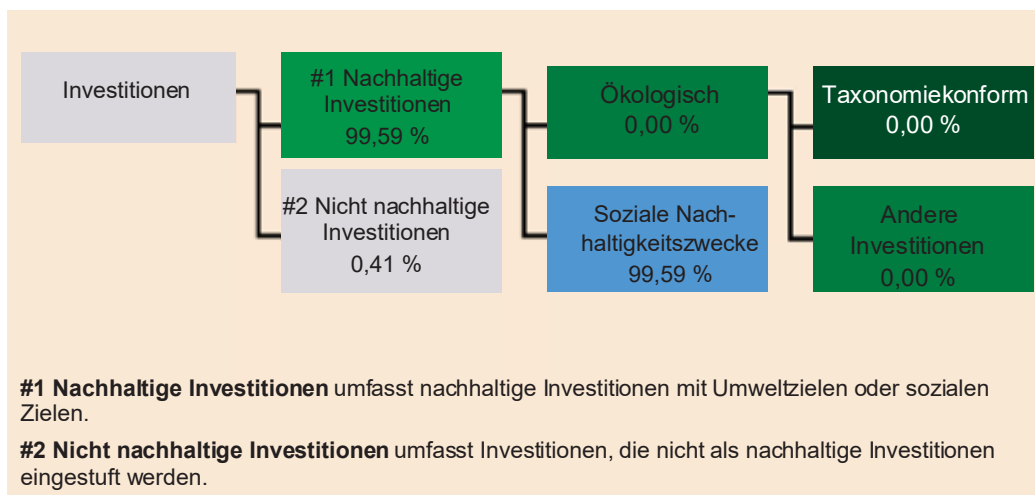 Investitionen
#1 Nachhaltige
Investitionen
99,59 %
#2 Nicht nachhaltige
Investitionen
0,41 %
Ökologisch
0,00 %
Soziale Nach-
haltigkeitszwecke
99,59 %
Taxonomiekonform
0,00 %
Andere
Investitionen
0,00 %
#1 Nachhaltige Investitionen umfasst nachhaltige Investitionen mit Umweltzielen oder sozialen
Zielen.
#2 Nicht nachhaltige Investitionen umfasst Investitionen, die nicht als nachhaltige Investitionen
eingestuft werden.